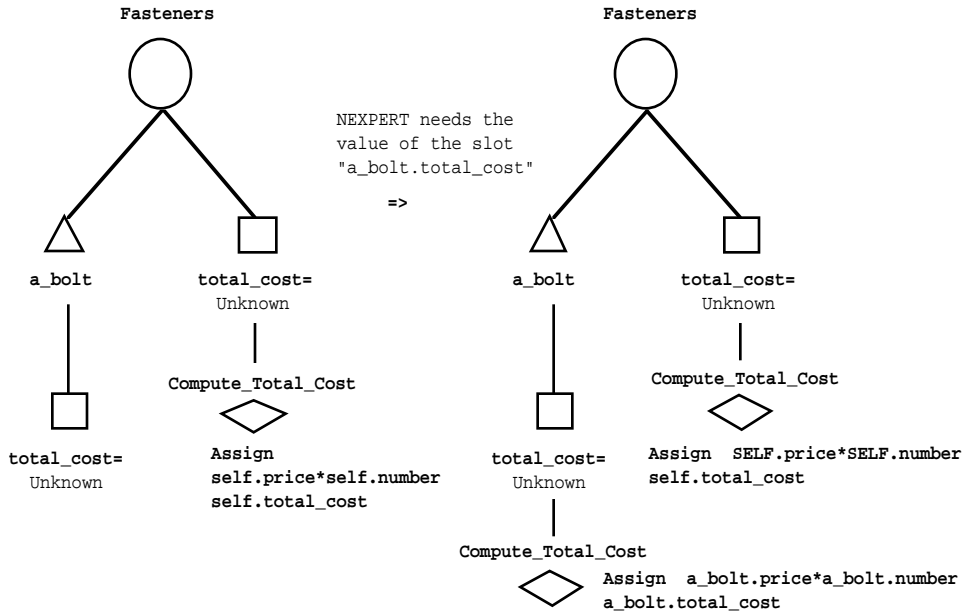 Fasteners
a_bolt
total_cost=
Unknown
Compute_Total_Cost
total_cost=
Unknown
Assign
self.price*self.number
self.total_cost
NEXPERT needs the
value of the slot
"a_bolt.total_cost"
=>
Fasteners
a_bolt
total_cost=
Unknown
Compute_Total_Cost
Assign SELF.price*SELF.number
self.total_cost
total_cost=
Unknown
Compute_Total_Cost
Assign a_bolt.price*a_bolt.number
a_bolt.total_cost